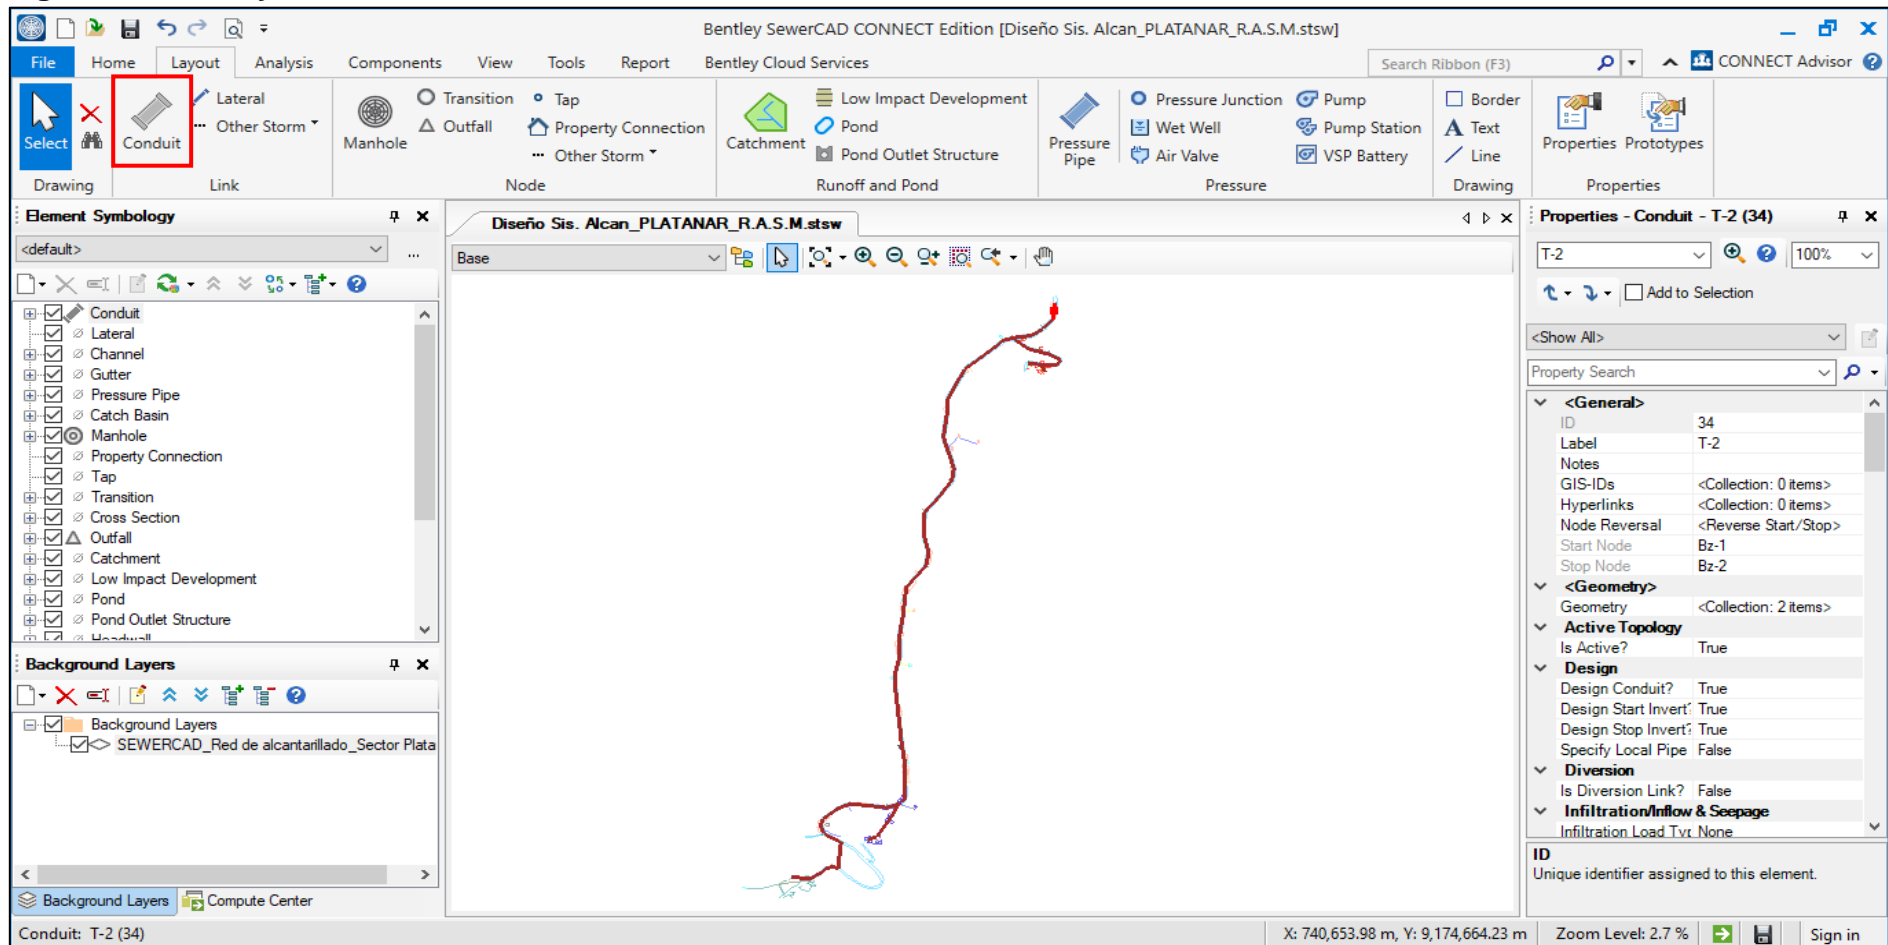 Bentley SewerCAD CONNECT Edition [Diseño Sis. Alcan_PLATANAR_R.A.S.M.stsw]
File Home Layout Analysis Components View Tools Report Bentley Cloud Services Search Ribbon (F3) CONNECT Advisor
Select
Conduit
Lateral
Other Storm
Manhole
Transition
Outfall
Tap
Property Connection
Other Storm
Catchment
Low Impact Development
Pond
Pond Outlet Structure
Pressure Pipe
Pressure Junction
Wet Well
Air Valve
Pump
Pump Station
VSP Battery
Border
Text
Line
Properties
Prototypes
Drawing Link Node Runoff and Pond Pressure Drawing Properties
Element Symbology
<default>
...
Conduit
Lateral
Channel
Gutter
Pressure Pipe
Catch Basin
Manhole
Property Connection
Tap
Transition
Cross Section
Outfall
Catchment
Low Impact Development
Pond
Pond Outlet Structure
Headwall
Background Layers
Background Layers
SEWERCAD_Red de alcantarillado_Sector Plata
Background Layers Compute Center
Diseño Sis. Alcan_PLATANAR_R.A.S.M.stsw
Base
Properties - Conduit - T-2 (34)
T-2 100%
Add to Selection
<Show All>
Property Search
<General>
ID 34
Label T-2
Notes
GIS-IDs <Collection: 0 items>
Hyperlinks <Collection: 0 items>
Node Reversal <Reverse Start/Stop>
Start Node Bz-1
Stop Node Bz-2
<Geometry>
Geometry <Collection: 2 items>
Active Topology
Is Active? True
Design
Design Conduit? True
Design Start Invert? True
Design Stop Invert? True
Specify Local Pipe False
Diversion
Is Diversion Link? False
Infiltration/Inflow & Seepage
Infiltration Load Typ None
ID
Unique identifier assigned to this element.
Conduit: T-2 (34) X: 740,653.98 m, Y: 9,174,664.23 m Zoom Level: 2.7 % Sign in